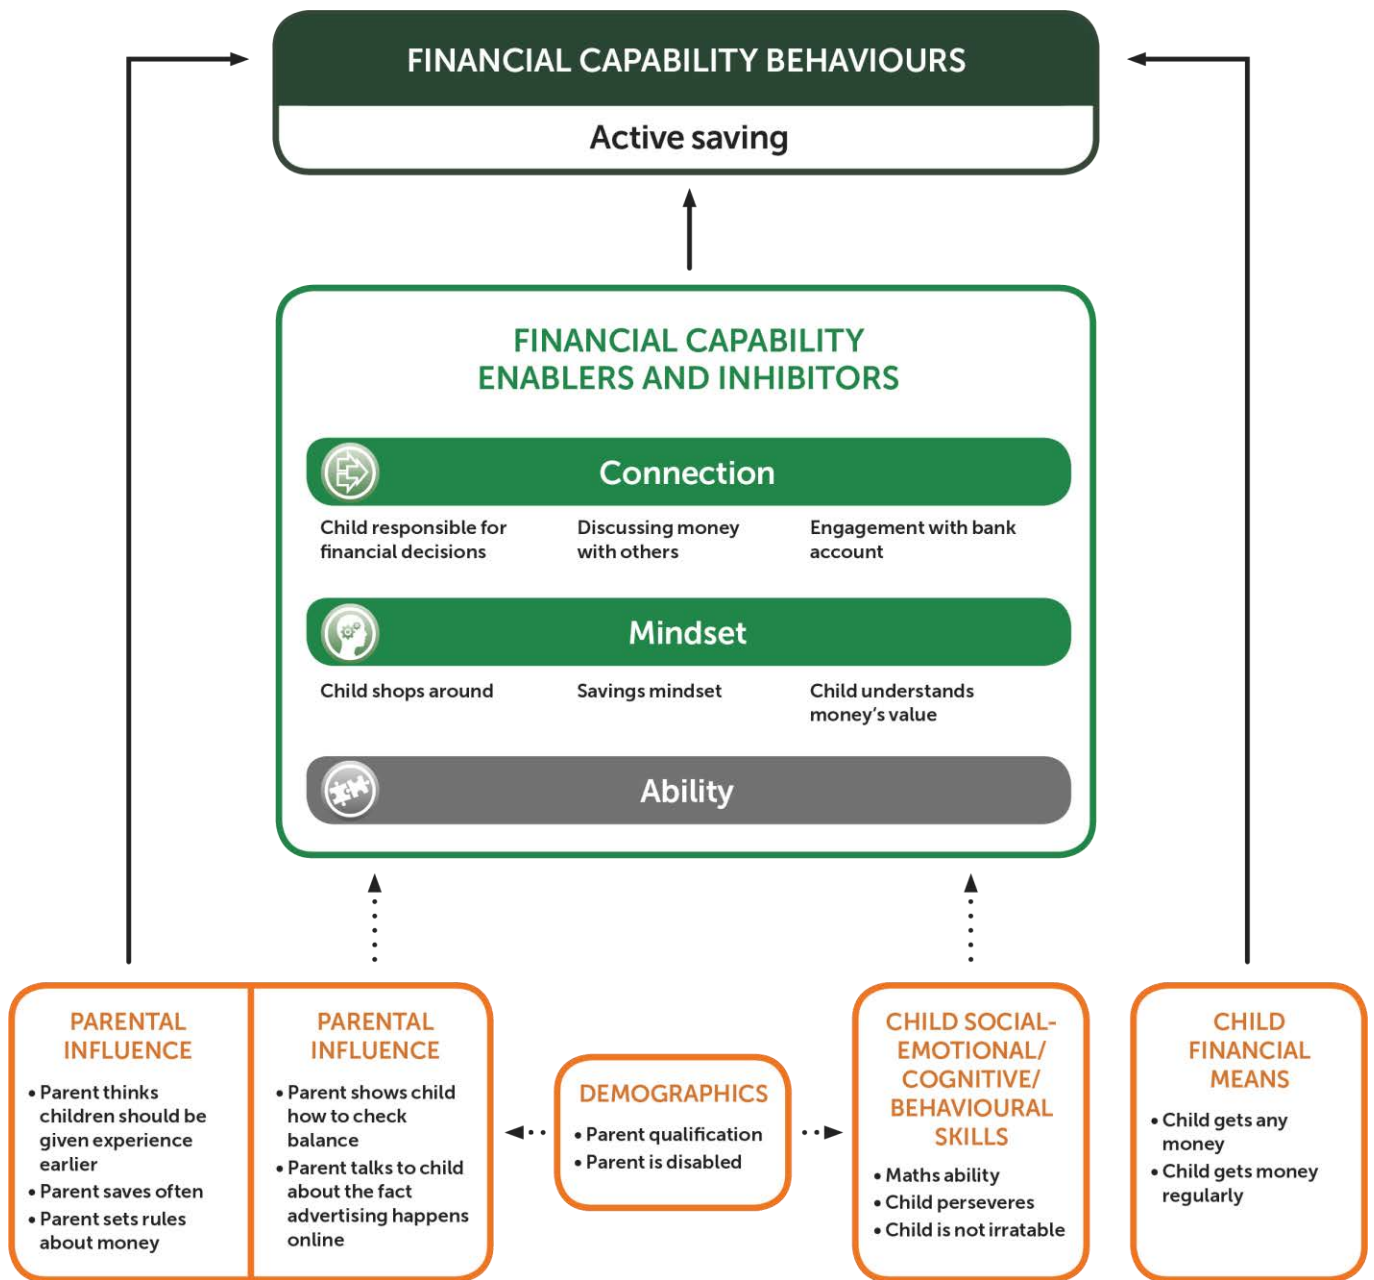 FINANCIAL CAPABILITY BEHAVIOURS
Active saving
FINANCIAL CAPABILITY
ENABLERS AND INHIBITORS
Connection
Child responsible for
financial decisions
Discussing money
with others
Engagement with bank
account
Mindset
Child shops around
Savings mindset
Child understands
money's value
Ability
PARENTAL
INFLUENCE
• Parent thinks
children should be
given experience
earlier
• Parent saves often
• Parent sets rules
about money
PARENTAL
INFLUENCE
• Parent shows child
how to check
balance
• Parent talks to child
about the fact
advertising happens
online
DEMOGRAPHICS
• Parent qualification
• Parent is disabled
CHILD SOCIAL-
EMOTIONAL/
COGNITIVE/
BEHAVIOURAL
SKILLS
• Maths ability
• Child perseveres
• Child is not irratable
CHILD
FINANCIAL
MEANS
• Child gets any
money
• Child gets money
regularly